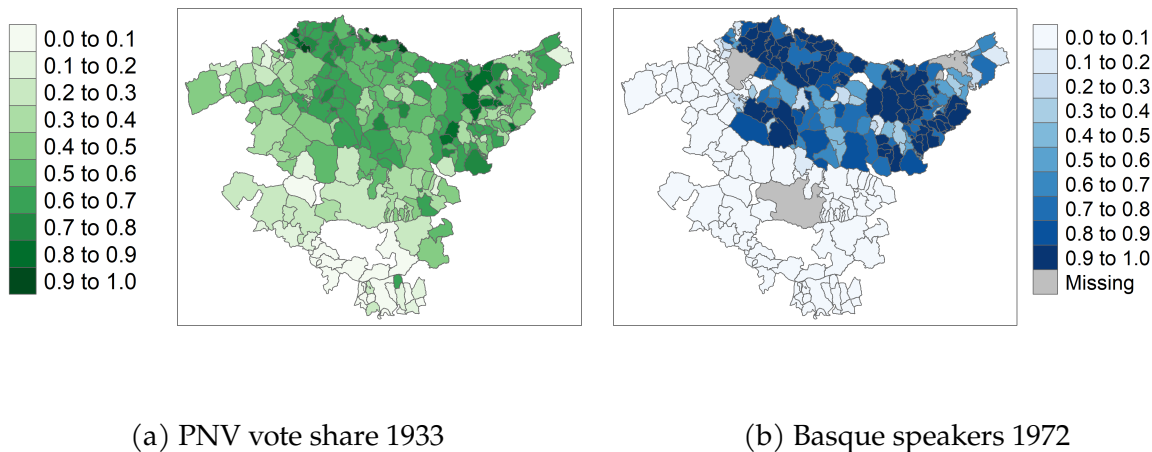 0.0 to 0.1
0.1 to 0.2
0.2 to 0.3
0.3 to 0.4
0.4 to 0.5
0.5 to 0.6
0.6 to 0.7
0.7 to 0.8
0.8 to 0.9
0.9 to 1.0
0.0 to 0.1
0.1 to 0.2
0.2 to 0.3
0.3 to 0.4
0.4 to 0.5
0.5 to 0.6
0.6 to 0.7
0.7 to 0.8
0.8 to 0.9
0.9 to 1.0
Missing
(a) PNV vote share 1933
(b) Basque speakers 1972